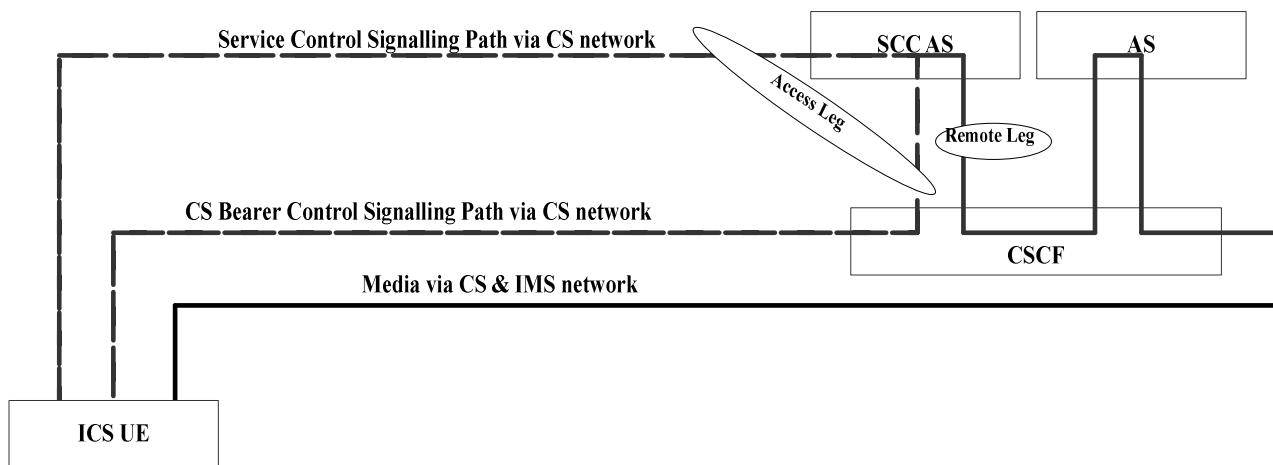 Service Control Signalling Path via CS network
SCC AS
AS
Access Leg
Remote Leg
CS Bearer Control Signalling Path via CS network
CSCF
Media via CS & IMS network
ICS UE